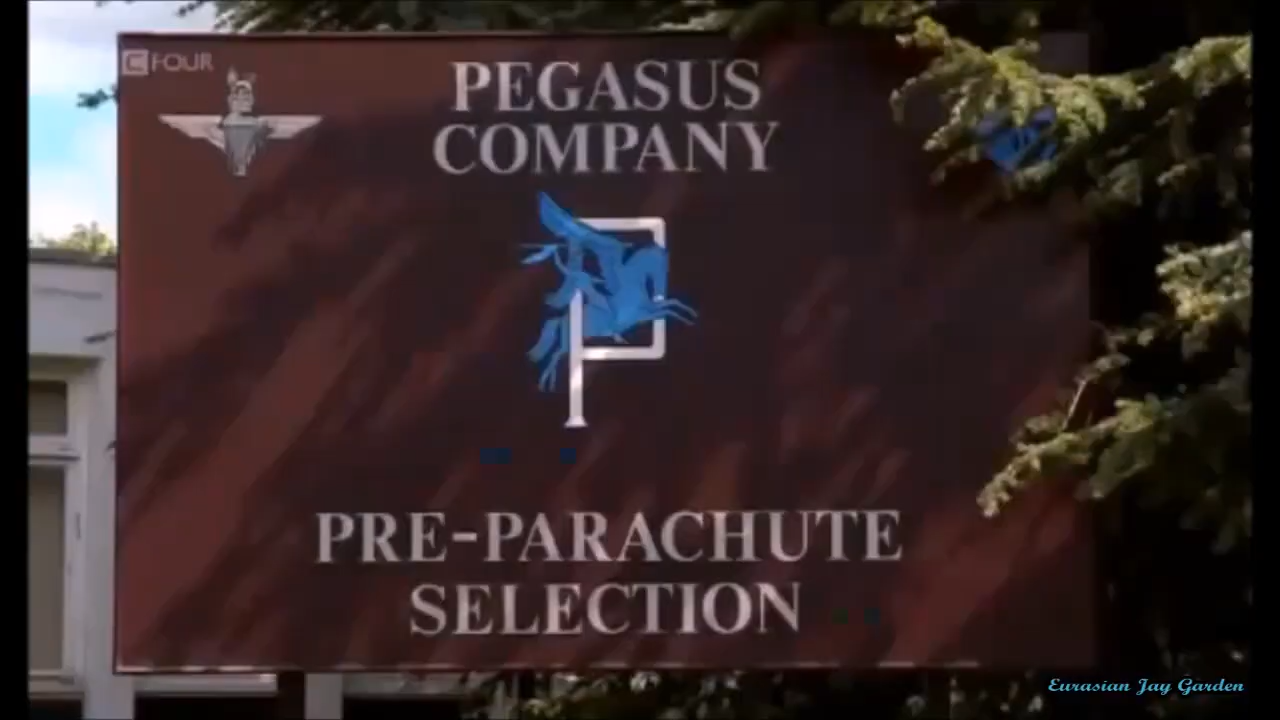 C FOUR
PEGASUS
COMPANY
P
PRE-PARACHUTE
SELECTION
Eurasian Jay Garden